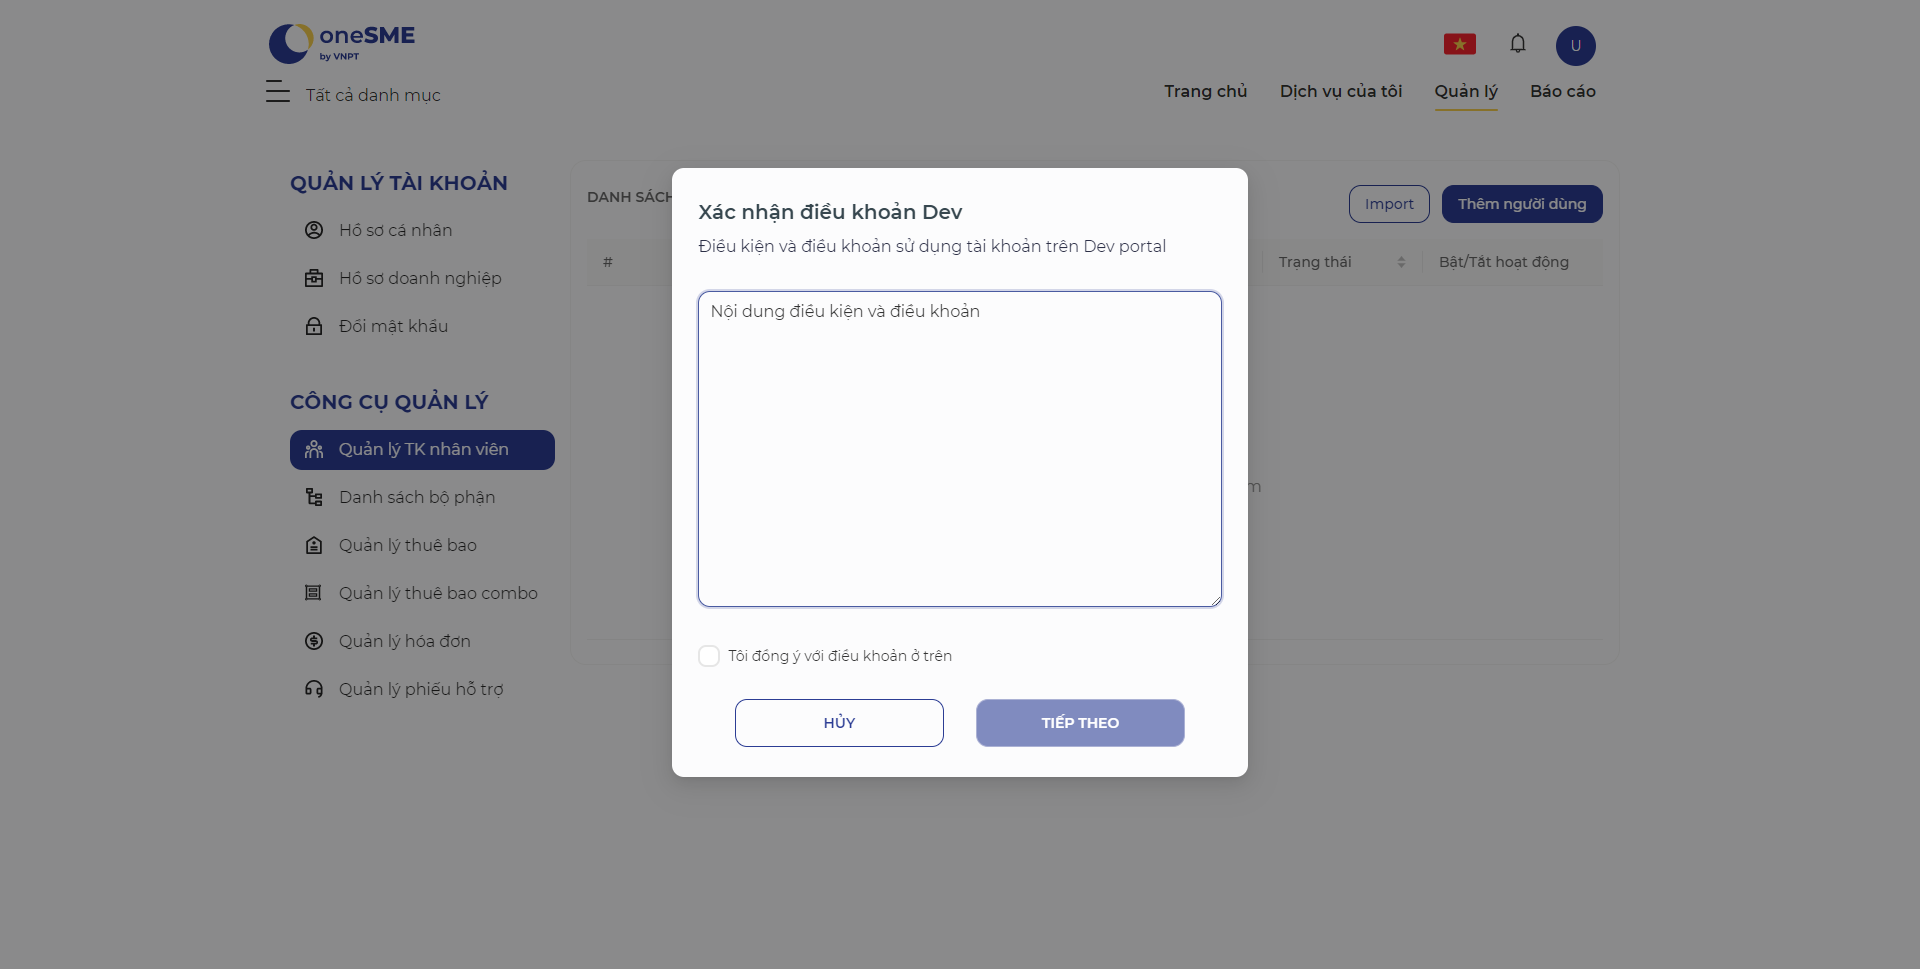 oneSME
by VNPT
U
Tất cả danh mục
Trang chủ
Dịch vụ của tôi
Quản lý
Báo cáo
QUẢN LÝ TÀI KHOẢN
Hồ sơ cá nhân
Hồ sơ doanh nghiệp
Đổi mật khẩu
CÔNG CỤ QUẢN LÝ
Quản lý TK nhân viên
Danh sách bộ phận
Quản lý thuê bao
Quản lý thuê bao combo
Quản lý hóa đơn
Quản lý phiếu hỗ trợ
DANH SÁCH
Import
Thêm người dùng
#
Trạng thái
Bật/Tắt hoạt động
m
Xác nhận điều khoản Dev
Điều kiện và điều khoản sử dụng tài khoản trên Dev portal
Nội dung điều kiện và điều khoản
Tôi đồng ý với điều khoản ở trên
HỦY
TIẾP THEO